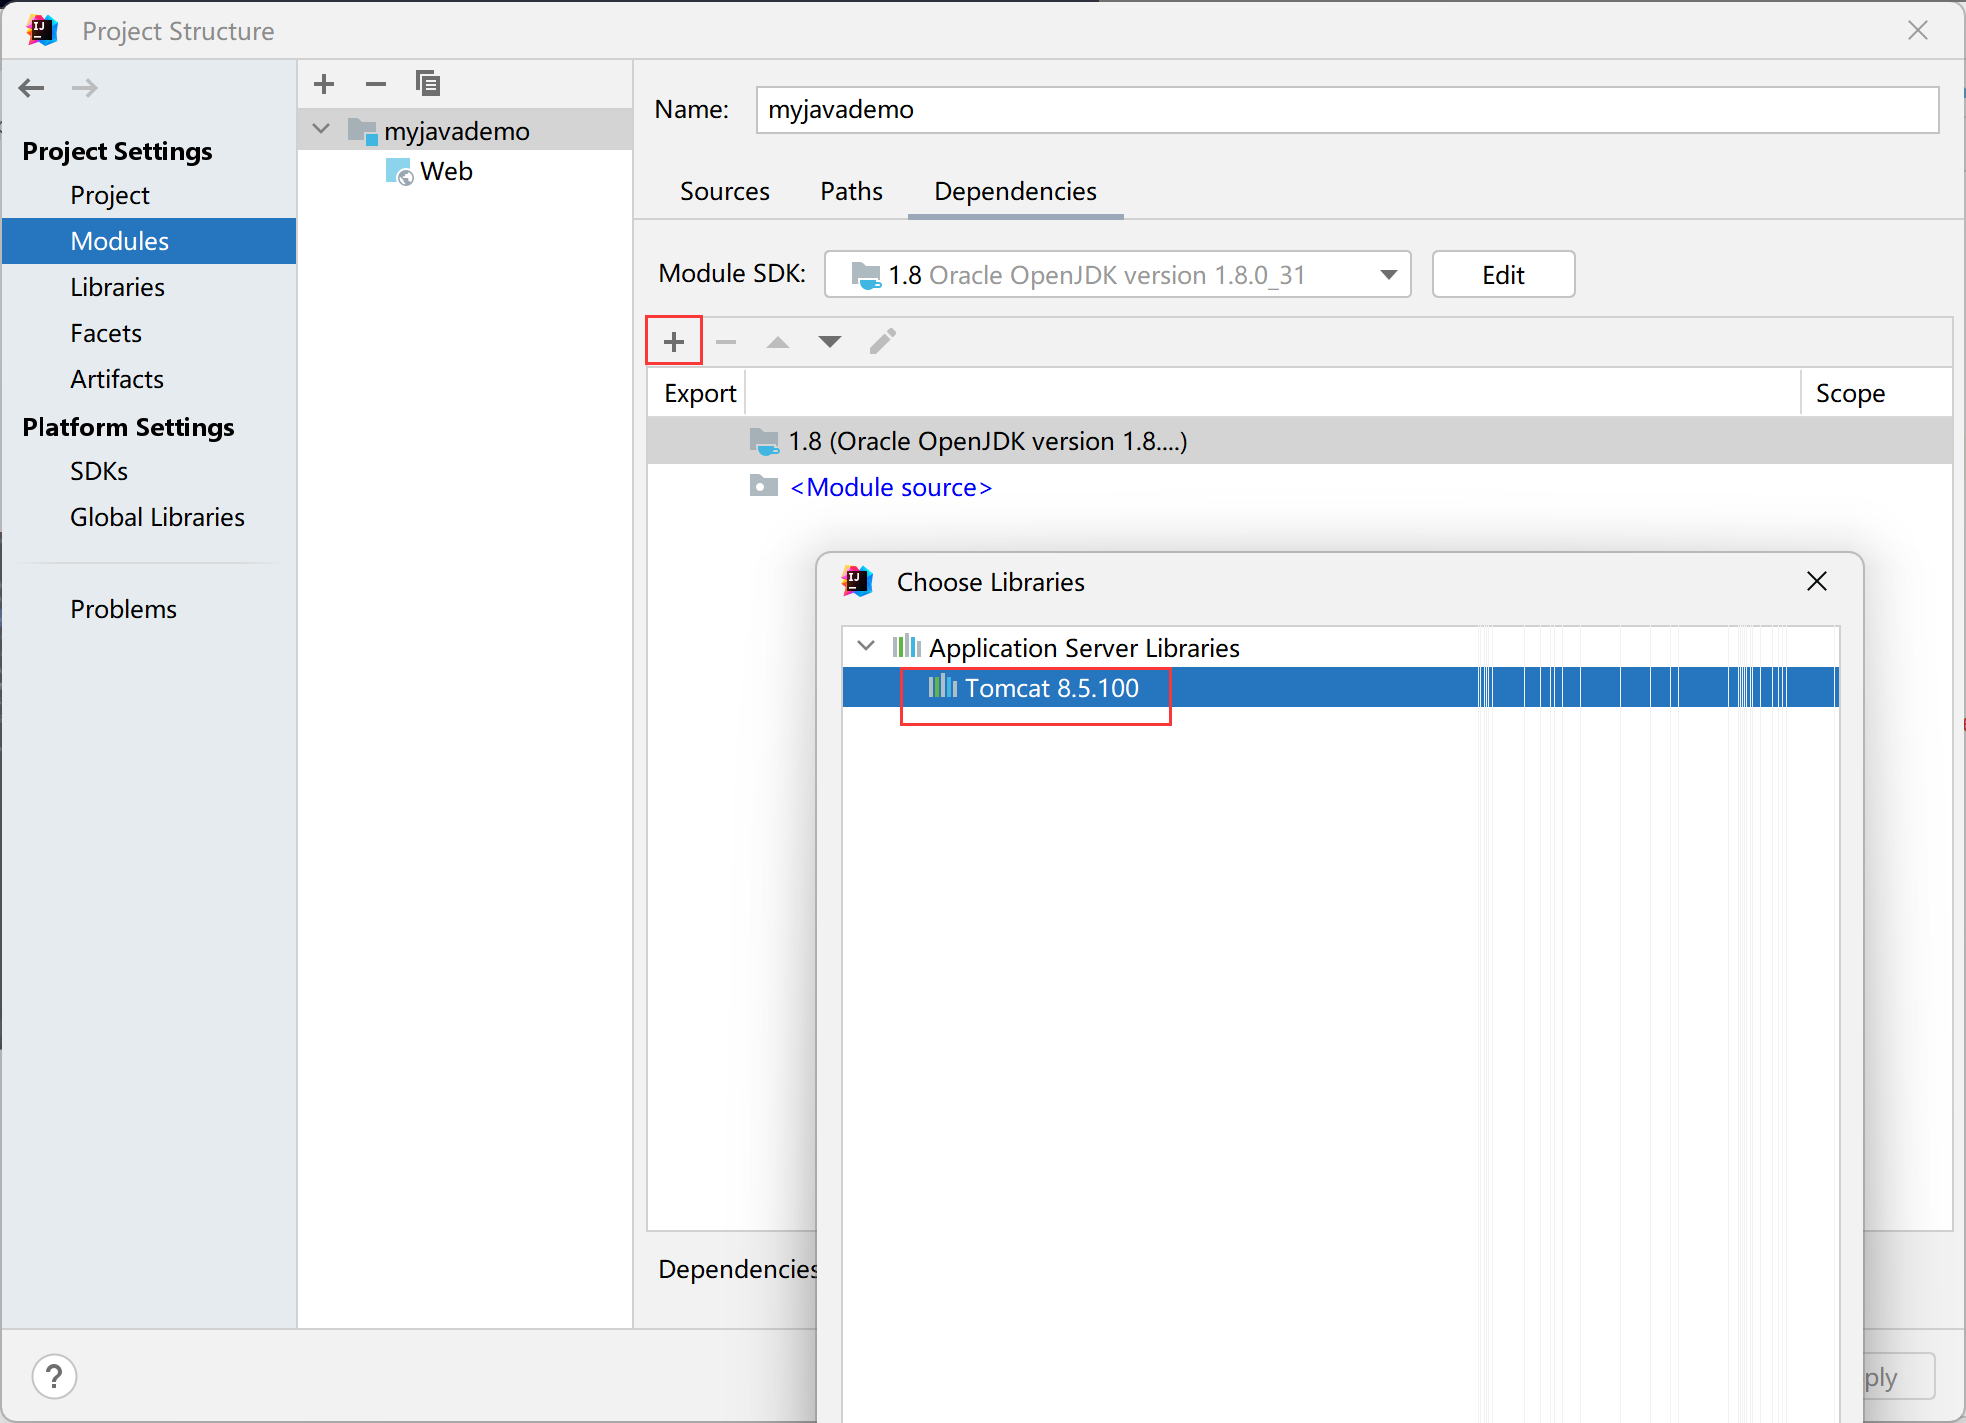 Project Structure
Project Settings
Project
Modules
Libraries
Facets
Artifacts
Platform Settings
SDKs
Global Libraries
Problems
myjavademo
Web
Name: myjavademo
Sources Paths Dependencies
Module SDK: 1.8 Oracle OpenJDK version 1.8.0_31 Edit
Export Scope
1.8 (Oracle OpenJDK version 1.8....)
<Module source>
Choose Libraries
Application Server Libraries
Tomcat 8.5.100
Dependencies
ply